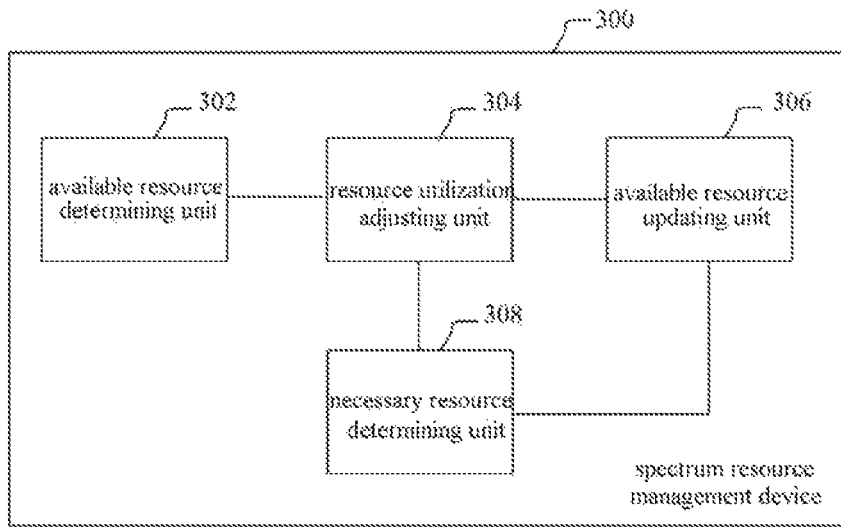 300
302
304
306
available resource
determining unit
resource utilization
adjusting unit
available resource
updating unit
308
necessary resource
determining unit
spectrum resource
management device